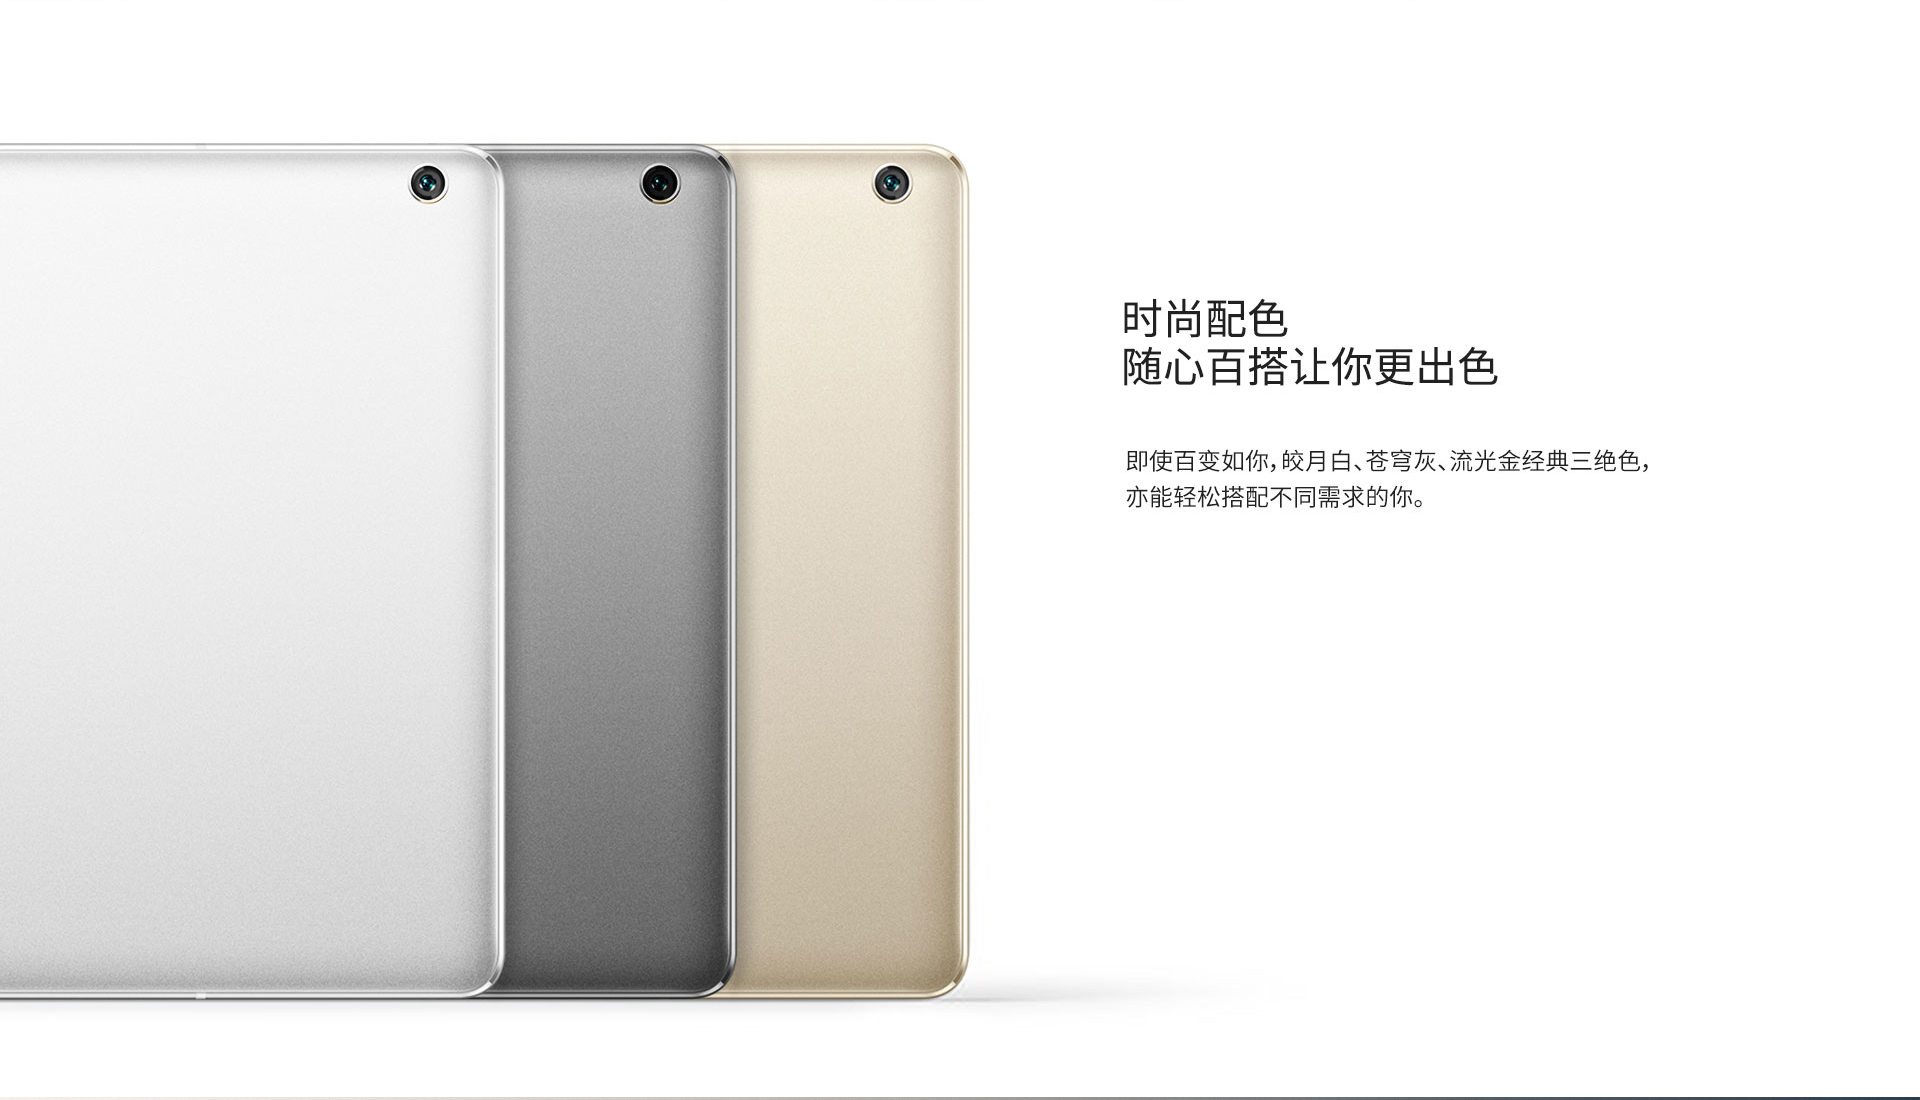 时尚配色
随心百搭让你更出色
即使百变如你，皎月白、苍穹灰、流光金经典三绝色，
亦能轻松搭配不同需求的你。